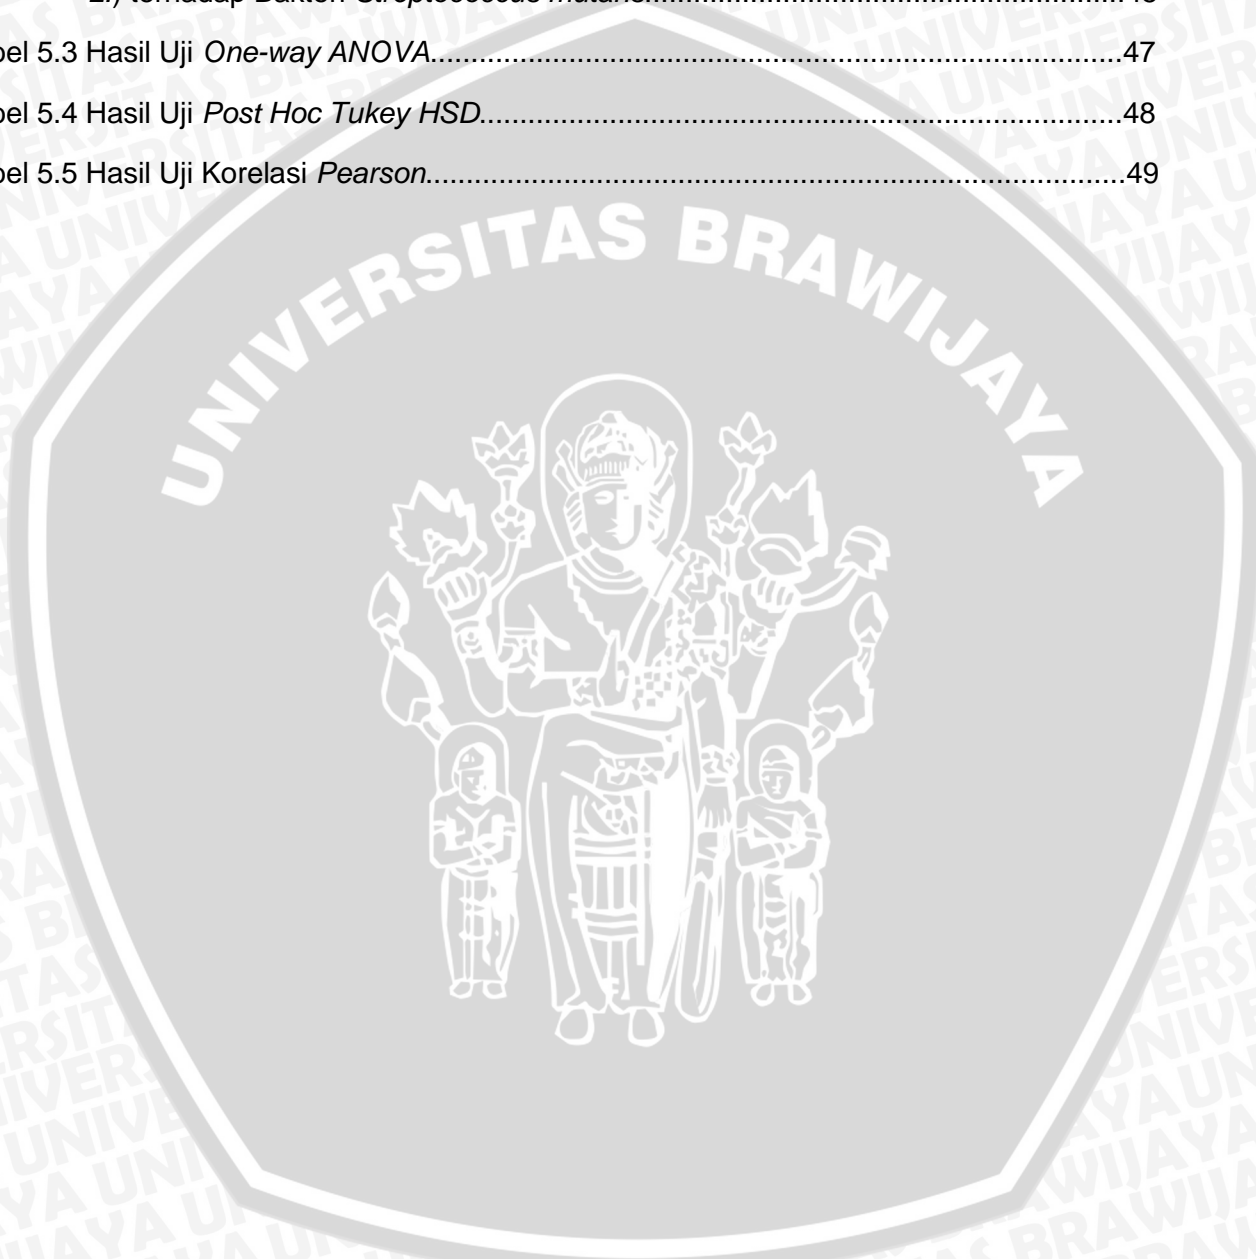 L.) terhadap Bakteri Streptococcus mutans
bel 5.3 Hasil Uji One-way ANOVA........................................................................................47
bel 5.4 Hasil Uji Post Hoc Tukey HSD.................................................................................48
bel 5.5 Hasil Uji Korelasi Pearson........................................................................................49
UNIVERSITAS BRAWIJAYA